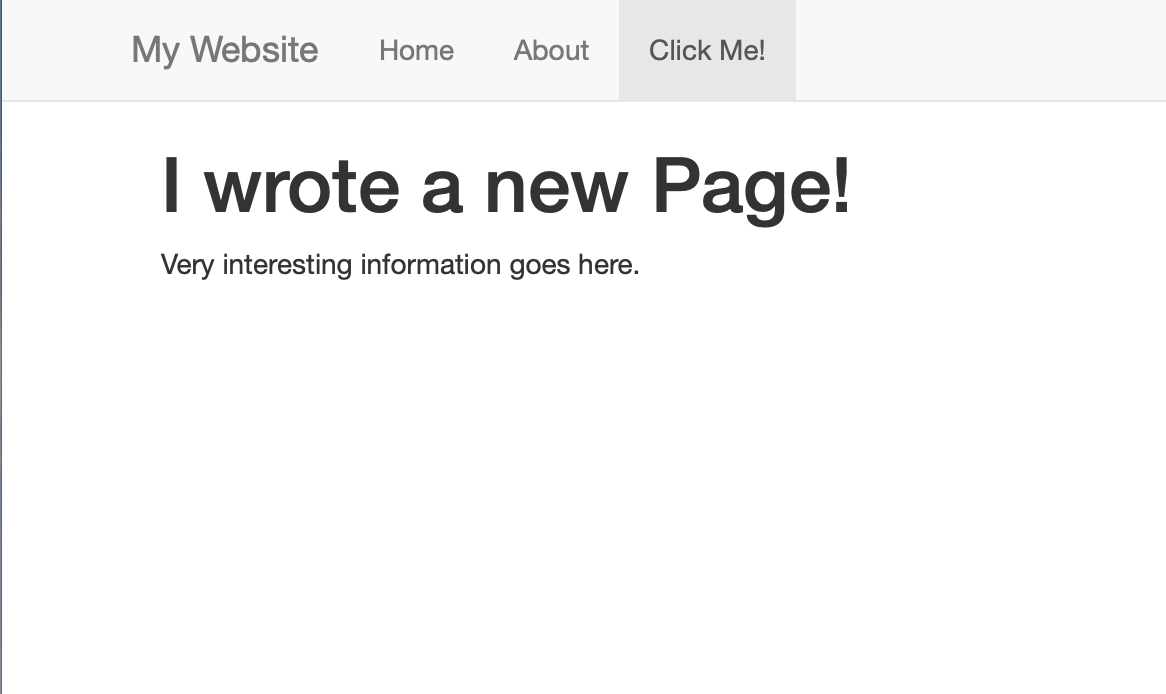 My Website Home About Click Me!
I wrote a new Page!
Very interesting information goes here.